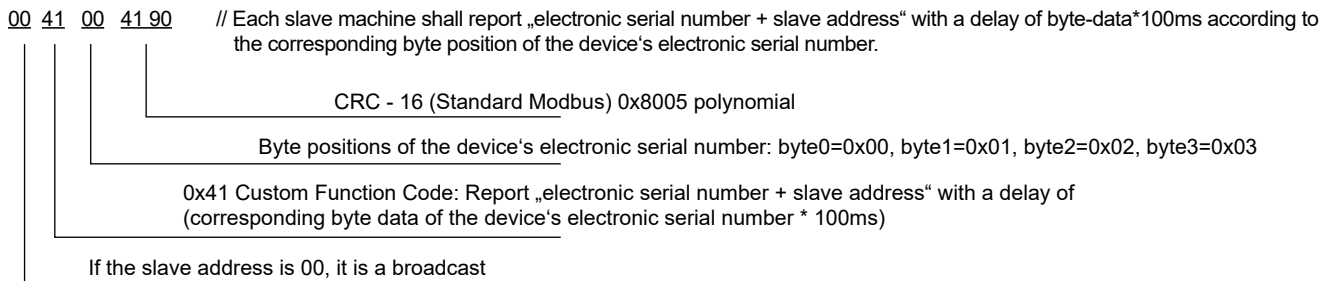 00 41 00 41 90 // Each slave machine shall report „electronic serial number + slave address“ with a delay of byte-data*100ms according to
the corresponding byte position of the device‘s electronic serial number.
CRC - 16 (Standard Modbus) 0x8005 polynomial
Byte positions of the device‘s electronic serial number: byte0=0x00, byte1=0x01, byte2=0x02, byte3=0x03
0x41 Custom Function Code: Report „electronic serial number + slave address“ with a delay of
(corresponding byte data of the device‘s electronic serial number * 100ms)
If the slave address is 00, it is a broadcast